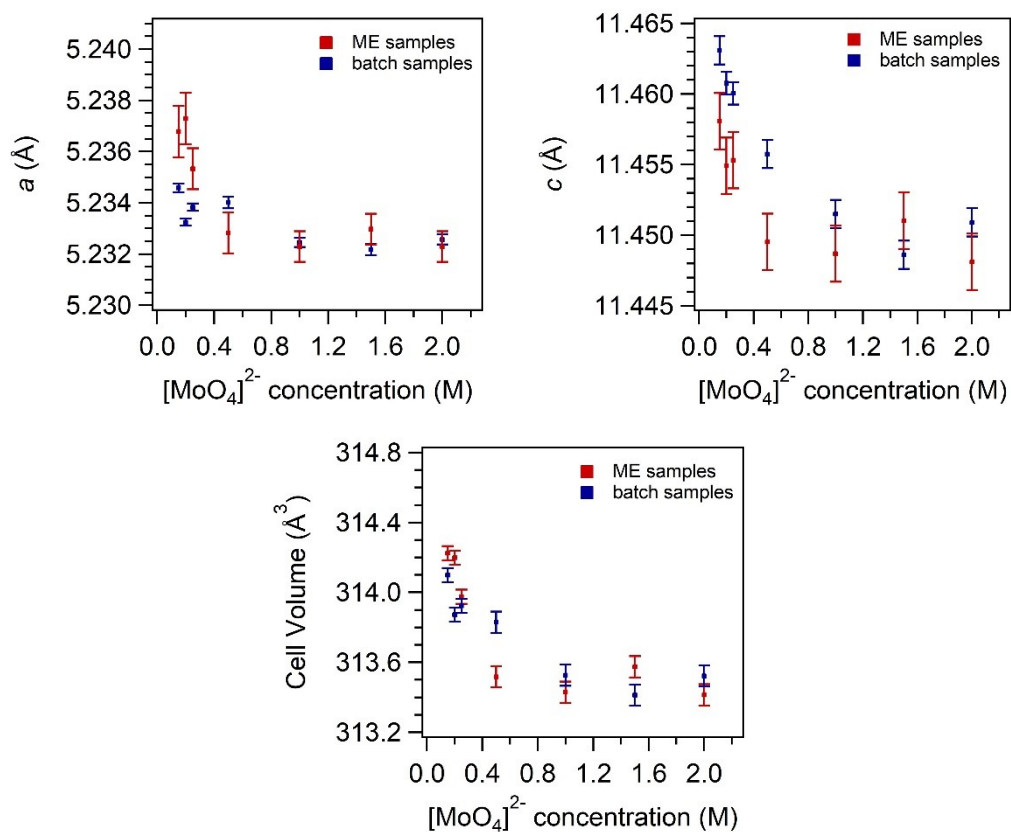 5.240
5.238
5.236
5.234
5.232
5.230
a (Å)
ME samples
batch samples
0.0 0.4 0.8 1.2 1.6 2.0
[MoO4]2- concentration (M)
11.465
11.460
11.455
11.450
11.445
c (Å)
ME samples
batch samples
0.0 0.4 0.8 1.2 1.6 2.0
[MoO4]2- concentration (M)
314.8
314.4
314.0
313.6
313.2
Cell Volume (Å3)
ME samples
batch samples
0.0 0.4 0.8 1.2 1.6 2.0
[MoO4]2- concentration (M)